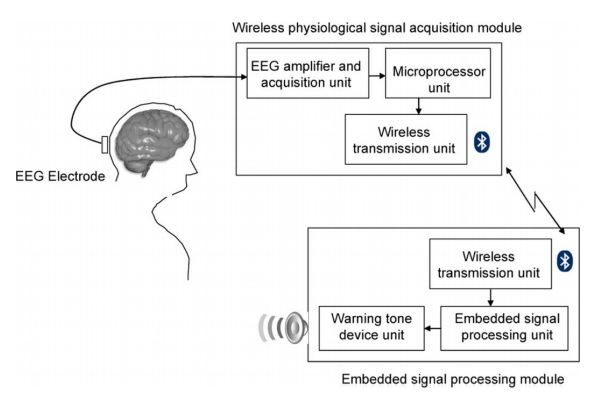 Wireless physiological signal acquisition module
EEG amplifier and
acquisition unit
Microprocessor
unit
Wireless
transmission unit
EEG Electrode
Wireless
transmission unit
Warning tone
device unit
Embedded signal
processing unit
Embedded signal processing module